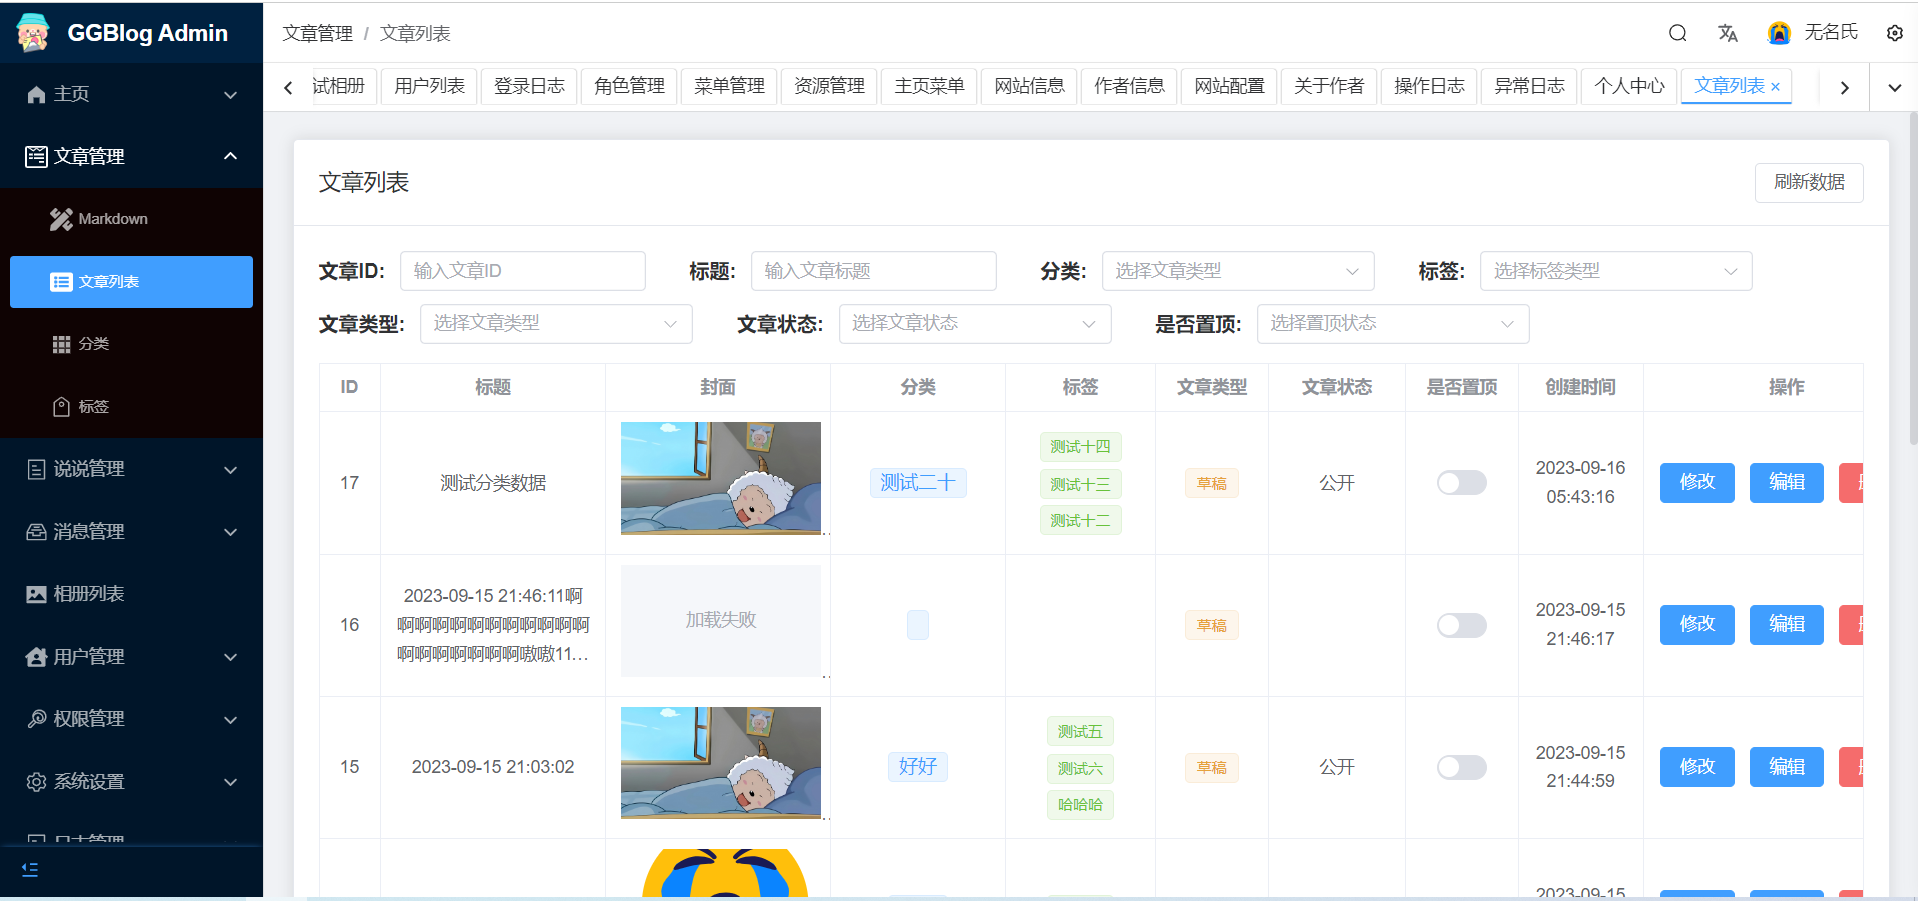 GGBlog Admin
文章管理 / 文章列表
无名氏
主页
试相册
用户列表
登录日志
角色管理
菜单管理
资源管理
主页菜单
网站信息
作者信息
网站配置
关于作者
操作日志
异常日志
个人中心
文章列表 ×
文章管理
Markdown
文章列表
分类
标签
说说管理
消息管理
相册列表
用户管理
权限管理
系统设置
日志管理
文章列表
刷新数据
文章ID: 输入文章ID
标题: 输入文章标题
分类: 选择文章类型
标签: 选择标签类型
文章类型: 选择文章类型
文章状态: 选择文章状态
是否置顶: 选择置顶状态
ID 标题 封面 分类 标签 文章类型 文章状态 是否置顶 创建时间 操作
17
测试分类数据
..
测试二十
测试十四
测试十三
测试十二
草稿
公开
2023-09-16
05:43:16
修改
编辑
16
2023-09-15 21:46:11啊
啊啊啊啊啊啊啊啊啊啊啊
啊啊啊啊啊啊啊嗷嗷11...
加载失败
..
草稿
2023-09-15
21:46:17
修改
编辑
15
2023-09-15 21:03:02
..
好好
测试五
测试六
哈哈哈
草稿
公开
2023-09-15
21:44:59
修改
编辑
2023-09-15